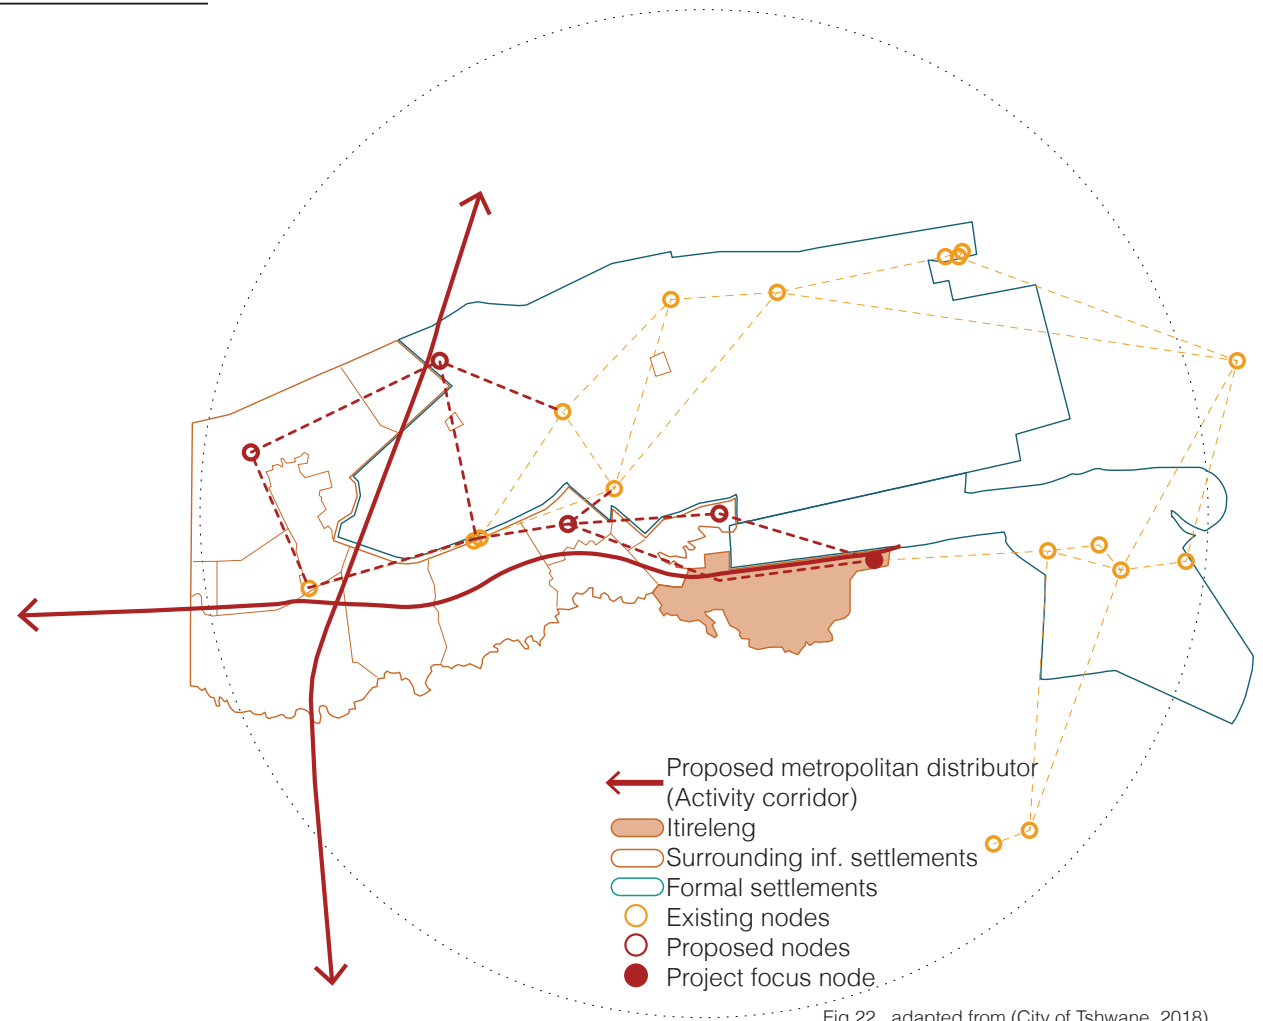 Proposed metropolitan distributor
(Activity corridor)
Itireleng
Surrounding inf. settlements
Formal settlements
Existing nodes
Proposed nodes
Project focus node
Fig 22. adapted from (City of Tshwane, 2018)